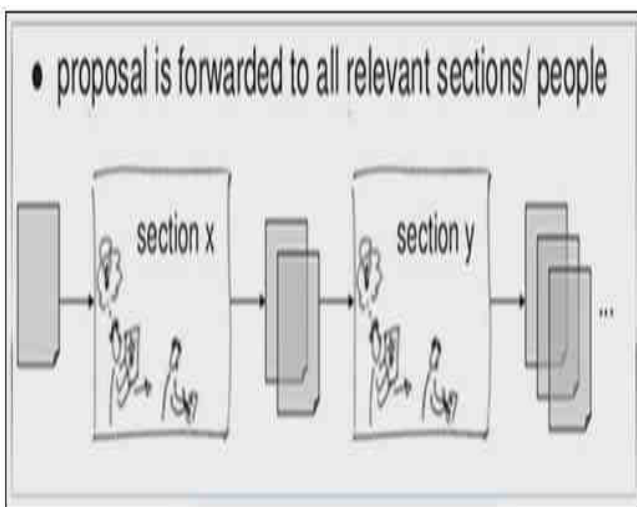 • proposal is forwarded to all relevant sections/ people
section x
section y
...